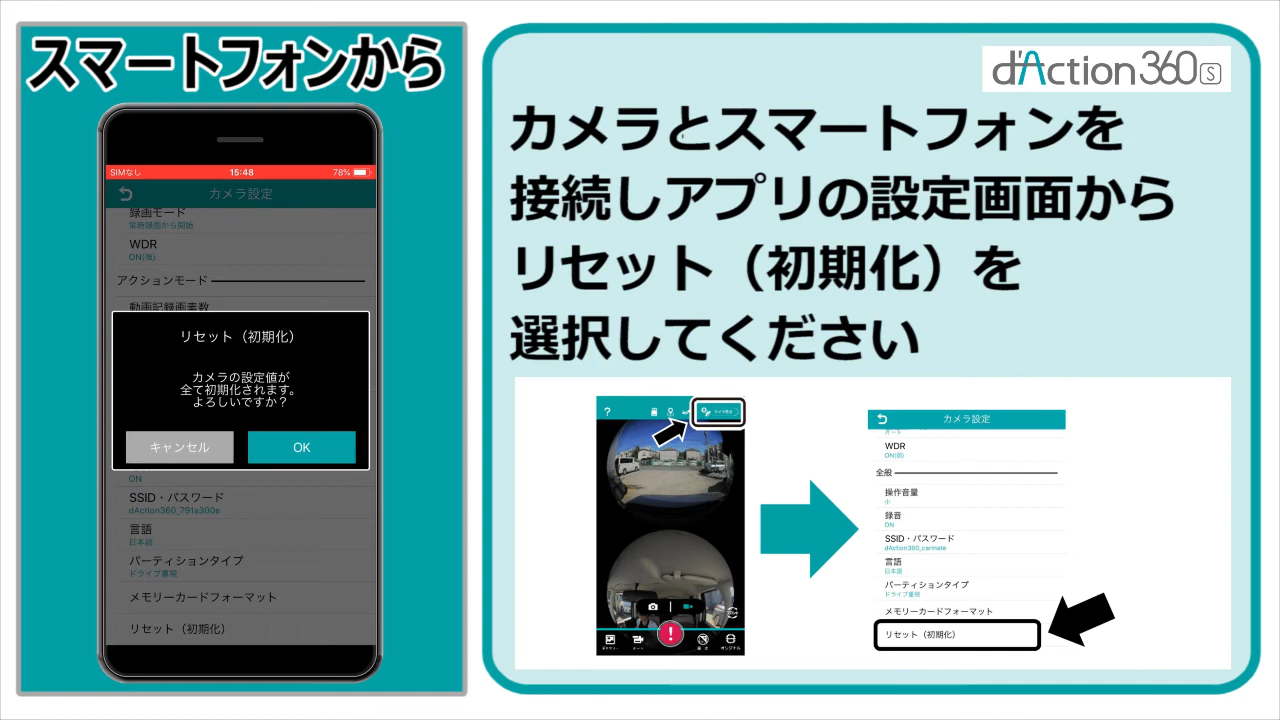 スマートフォンから
SIMなし 15:48 78%
カメラ設定
録画モード
常時録画から開始
WDR
ON(強)
アクションモード
動画記録画素数
リセット（初期化）
カメラの設定値が
全て初期化されます。
よろしいですか？
キャンセル OK
ON
SSID・パスワード
dAction360_791a300a
言語
日本語
パーティションタイプ
ドライブ重視
メモリーカードフォーマット
リセット（初期化）
d'Action360 S
カメラとスマートフォンを
接続しアプリの設定画面から
リセット（初期化）を
選択してください
?
カメラ設定
オート
WDR
ON(弱)
全般
操作音量
小
録音
ON
SSID・パスワード
dAction360_carmate
言語
日本語
パーティションタイプ
ドライブ重視
メモリーカードフォーマット
リセット（初期化）
オリジナル